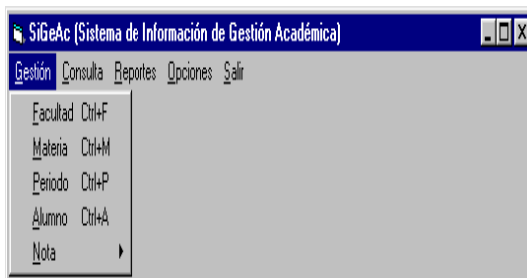 SiGeAc (Sistema de Información de Gestión Académica)
Gestión Consulta Reportes Opciones Salir
Facultad Ctrl+F
Materia Ctrl+M
Periodo Ctrl+P
Alumno Ctrl+A
Nota